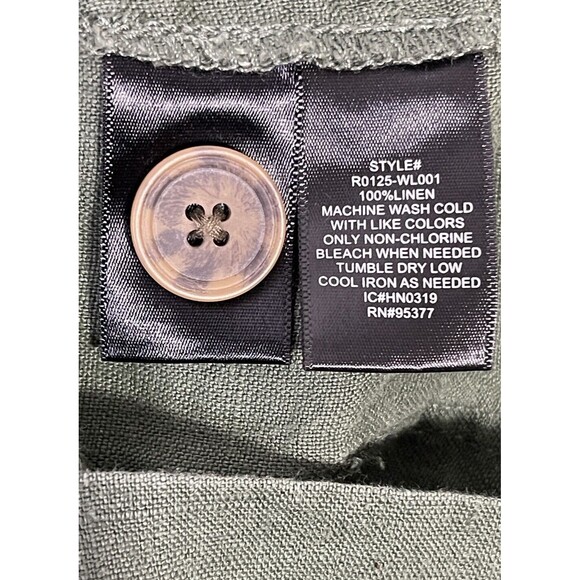 STYLE#
R0125-WL001
100%LINEN
MACHINE WASH COLD
WITH LIKE COLORS
ONLY NON-CHLORINE
BLEACH WHEN NEEDED
TUMBLE DRY LOW
COOL IRON AS NEEDED
IC#HN0319
RN#95377